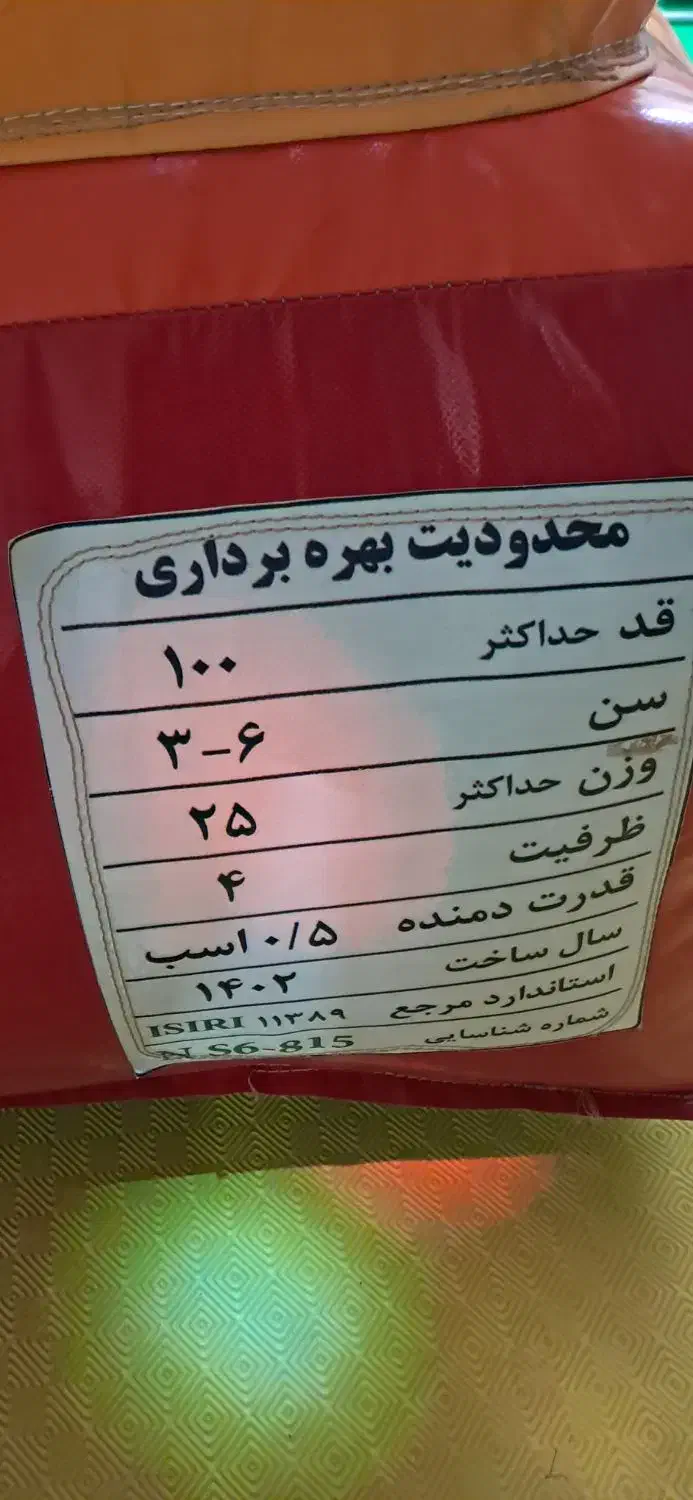 محدودیت بهره برداری
قد حداکثر ۱۰۰
سن ۳-۶
وزن حداکثر ۲۵
ظرفیت ۴
قدرت دمنده ۰/۵ اسب
سال ساخت ۱۴۰۲
استاندارد مرجع ISIRI ۱۱۳۸۹
شماره شناسایی N.S6-815